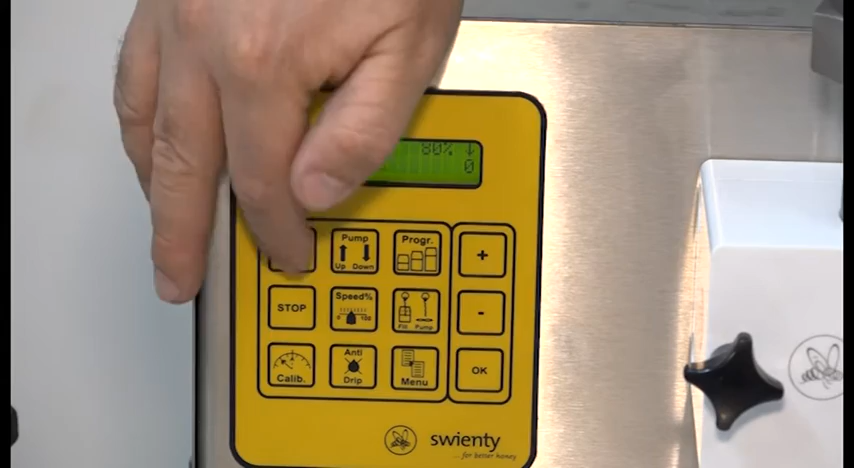 80% ↓
0
Pump
Up Down
Progr.
+
STOP
Speed%
Fill Pump
-
Calib.
Anti
Drip
Menu
OK
swienty
... for better honey